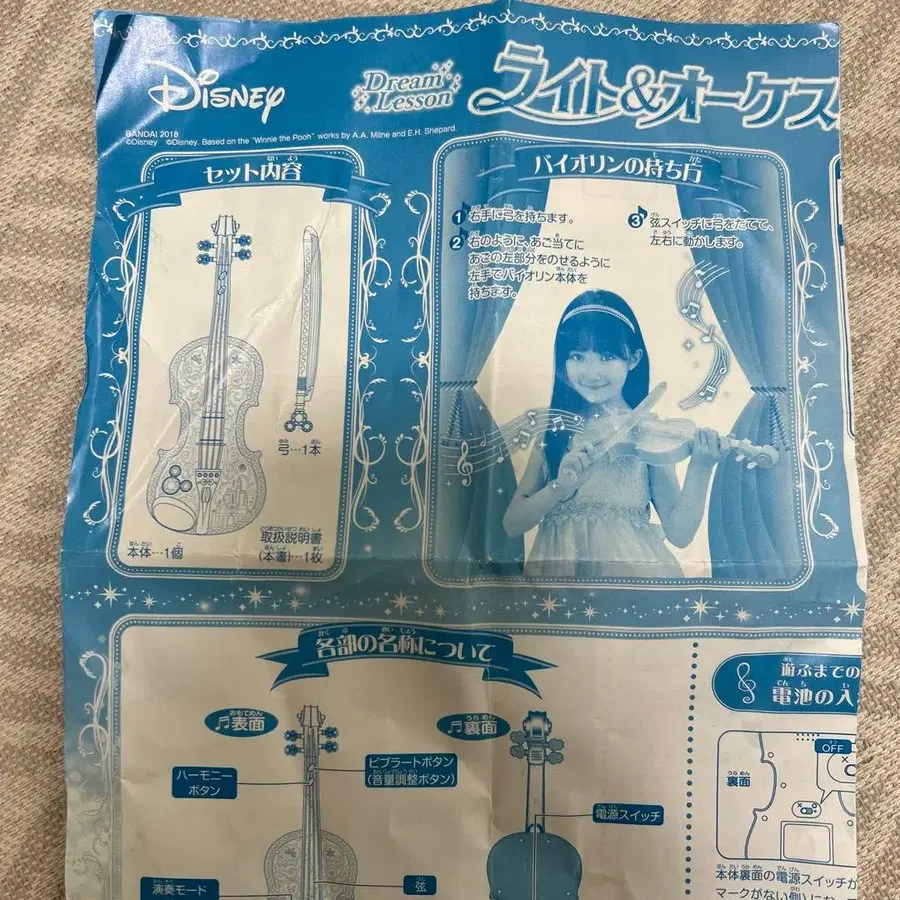 Disney
Dream
Lesson
ライト&オーケス
BANDAI 2018
©Disney ©Disney. Based on the "Winnie the Pooh" works by A.A. Milne and E.H. Shepard.
セット内容
弓…1本
本体…1個
取扱説明書
(本書)…1枚
バイオリンの持ち方
1 右手に弓を持ちます。
2 右のように、あご当てに
あごの左部分をのせるように
左手でバイオリン本体を
持ちます。
3 弦スイッチに弓をたてて、
左右に動かします。
各部の名称について
表面
裏面
ハーモニー
ボタン
ビブラートボタン
(音量調整ボタン)
電源スイッチ
演奏モード
弦
遊ぶまでの
電池の入
OFF
裏面
本体裏面の電源スイッチが
マークがない側)にな